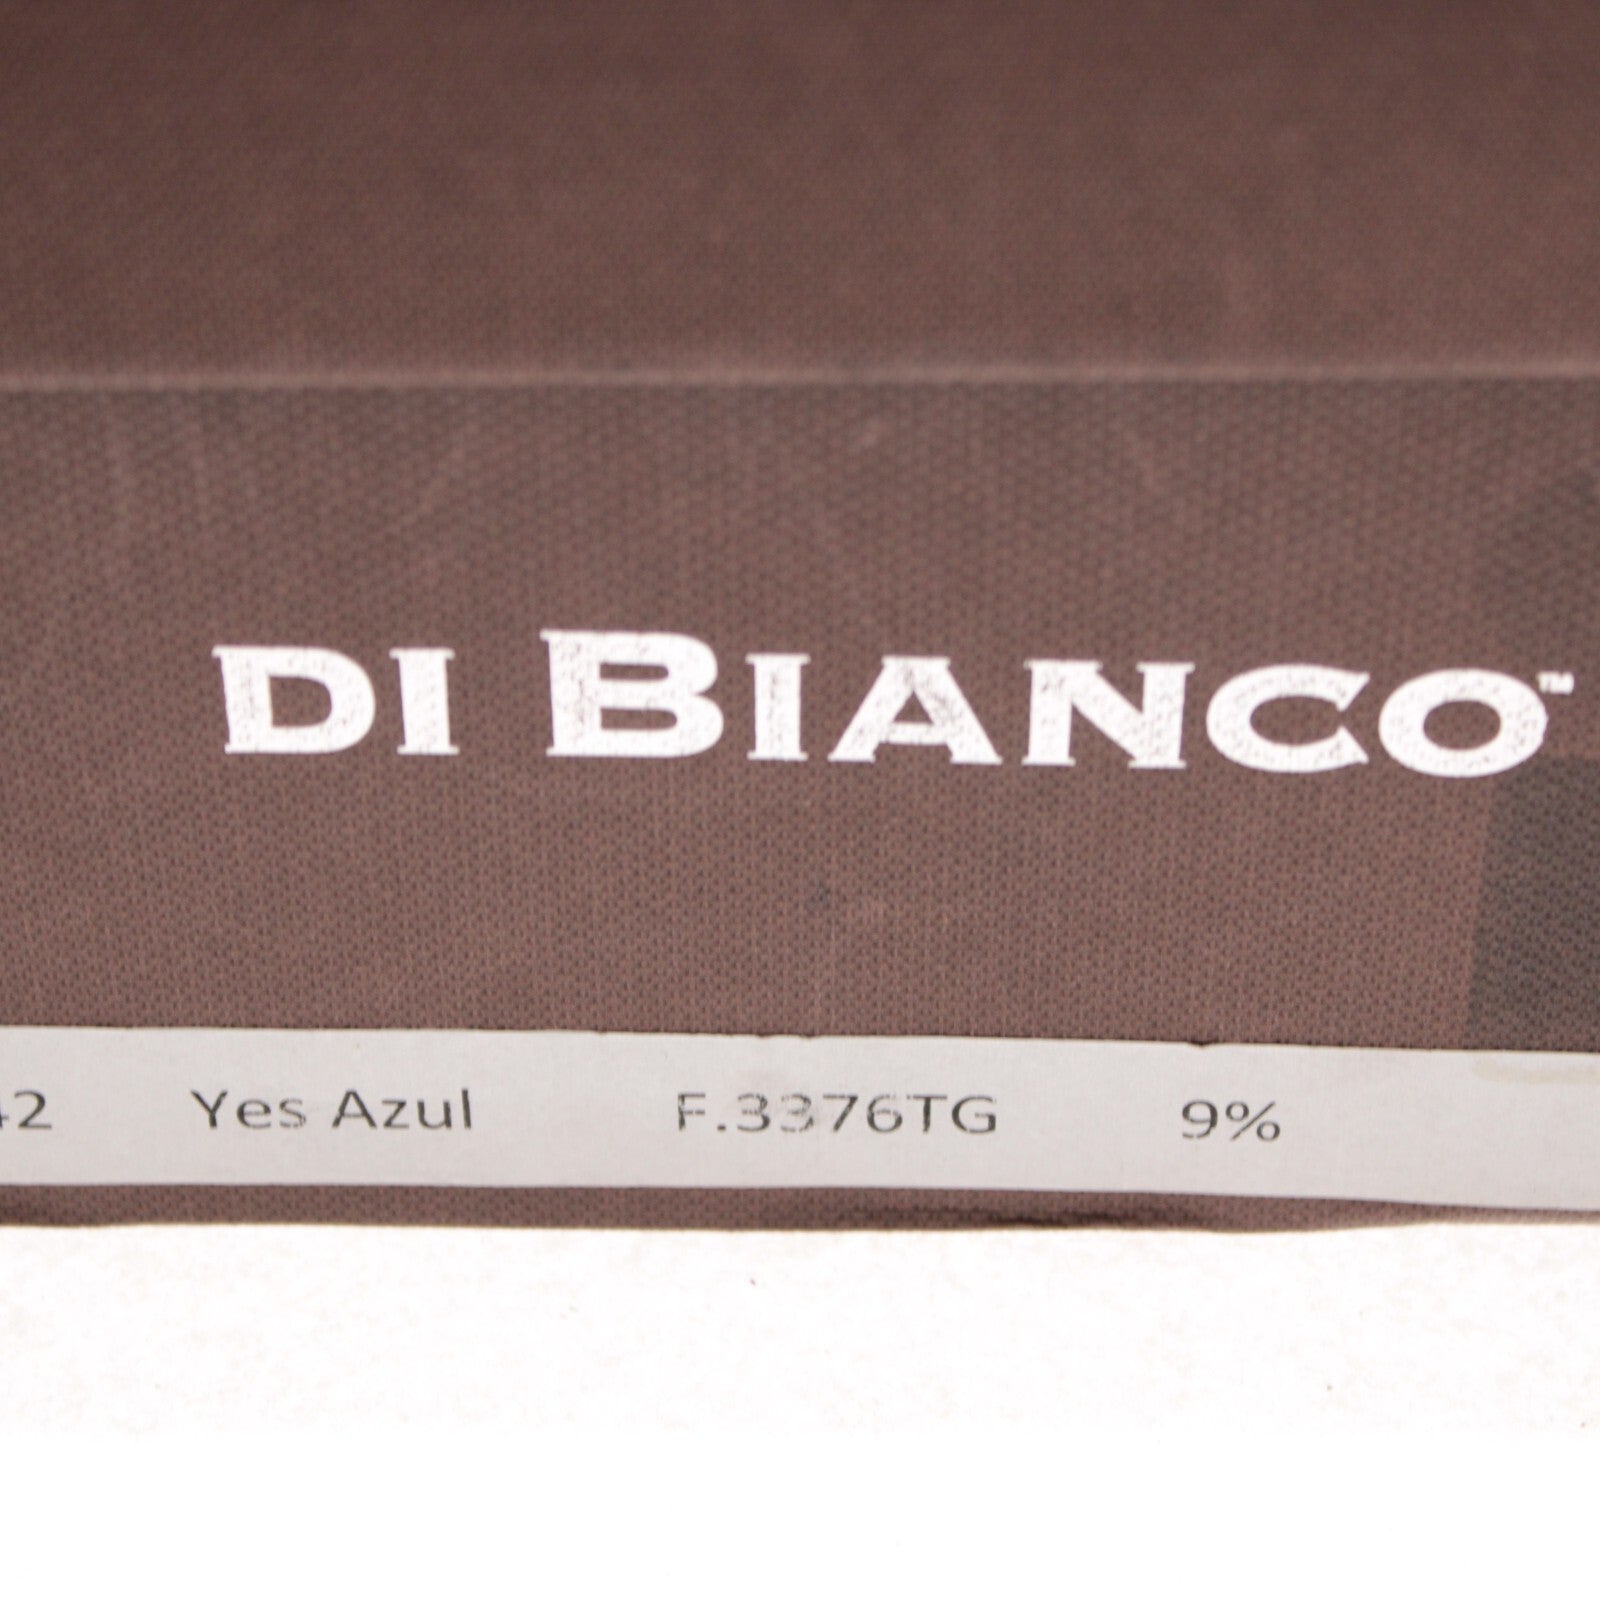 DI BIANCO™
42 Yes Azul F.3376TG 9%